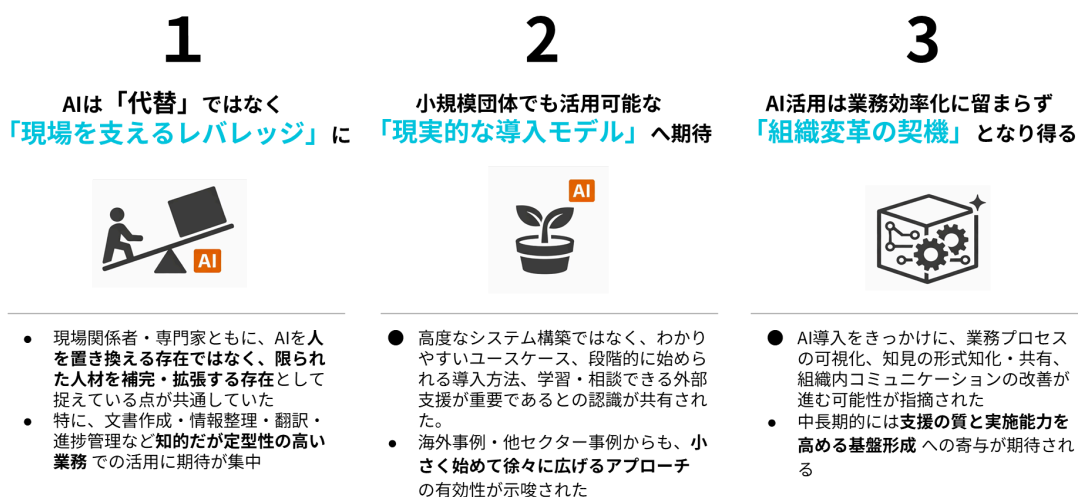 1
AIは「代替」ではなく
「現場を支えるレバレッジ」に
AI
● 現場関係者・専門家ともに、AIを人
を置き換える存在ではなく、限られ
た人材を補完・拡張する存在として
捉えている点が共通していた
● 特に、文書作成・情報整理・翻訳・
進捗管理など知的だが定型性の高い
業務 での活用に期待が集中
2
小規模団体でも活用可能な
「現実的な導入モデル」へ期待
AI
● 高度なシステム構築ではなく、わかり
やすいユースケース、段階的に始めら
れる導入方法、学習・相談できる外部
支援が重要であるとの認識が共有され
た。
● 海外事例・他セクター事例からも、小
さく始めて徐々に広げるアプローチ
の有効性が示唆された
3
AI活用は業務効率化に留まらず
「組織変革の契機」となり得る
● AI導入をきっかけに、業務プロセス
の可視化、知見の形式知化・共有、
組織内コミュニケーションの改善が
進む可能性が指摘された
● 中長期的には支援の質と実施能力を
高める基盤形成 への寄与が期待され
る